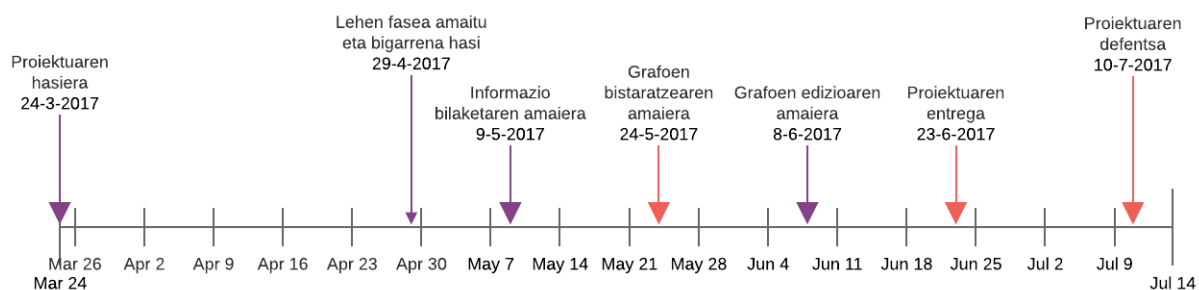 Proiektuaren
hasiera
24-3-2017
Lehen fasea amaitu
eta bigarrena hasi
29-4-2017
Informazio
bilaketaren amaiera
9-5-2017
Grafoen
bistaratzearen
amaiera
24-5-2017
Grafoen edizioaren
amaiera
8-6-2017
Proiektuaren
entrega
23-6-2017
Proiektuaren
defentsa
10-7-2017
Mar 26 Apr 2 Apr 9 Apr 16 Apr 23 Apr 30 May 7 May 14 May 21 May 28 Jun 4 Jun 11 Jun 18 Jun 25 Jul 2 Jul 9
Mar 24 Jul 14